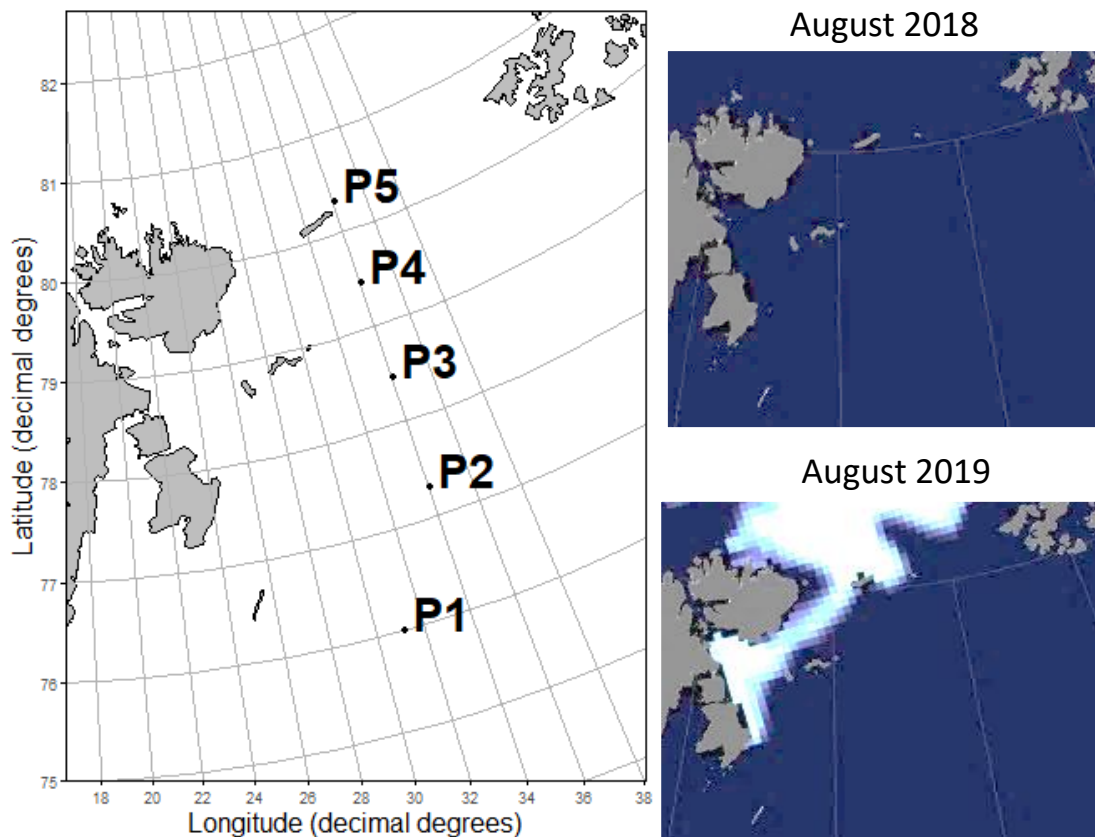 August 2018
82
81
80
79
78
77
76
75
Latitude (decimal degrees)
P5
P4
P3
P2
P1
18 20 22 24 26 28 30 32 34 36 38
Longitude (decimal degrees)
August 2019